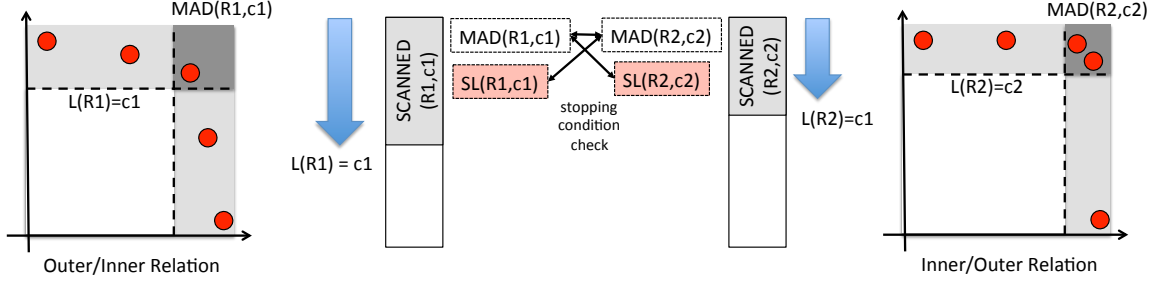 MAD(R1,c1)
L(R1)=c1
Outer/Inner Relation
L(R1) = c1
SCANNED
(R1,c1)
MAD(R1,c1)
MAD(R2,c1)
SL(R1,c1)
SL(R2,c2)
stopping
condition
check
SCANNED
(R2,c2)
L(R2)=c1
MAD(R2,c2)
L(R2)=c2
Inner/Outer Relation